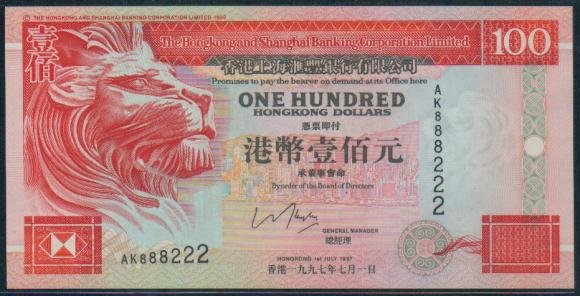 © THE HONGKONG AND SHANGHAI BANKING CORPORATION LIMITED 1996
壹佰
The Hongkong and Shanghai Banking Corporation Limited
100
香港上海滙豐銀行有限公司
Promises to pay the bearer on demand at its Office here
ONE HUNDRED
HONGKONG DOLLARS
憑票即付
港幣壹佰元
承董事會命
By order of the Board of Directors
GENERAL MANAGER
總經理
HONGKONG 1st JULY 1997
香港一九九七年七月一日
AK888222
AK888222
100